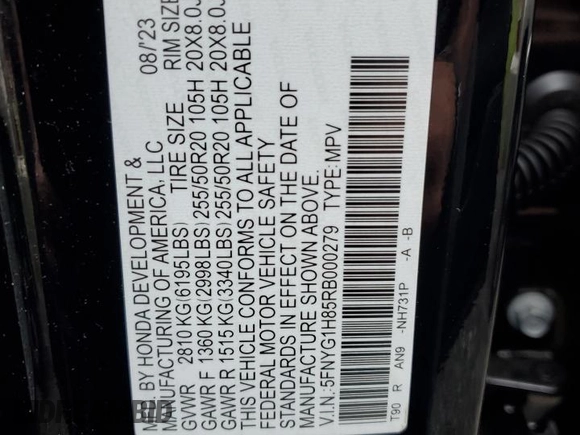 MFD. BY HONDA DEVELOPMENT & 08/'23
MANUFACTURING OF AMERICA, LLC
GVWR 2810 KG(6195LBS) TIRE SIZE RIM SIZE
GAWR F 1360 KG(2998LBS) 255/50R20 105H 20X8.0J
GAWR R 1515 KG(3340LBS) 255/50R20 105H 20X8.0J
THIS VEHICLE CONFORMS TO ALL APPLICABLE
FEDERAL MOTOR VEHICLE SAFETY
STANDARDS IN EFFECT ON THE DATE OF
MANUFACTURE SHOWN ABOVE.
V.I.N.: 5FNYG1H85RB000279 TYPE: MPV
T90 R AN9 -NH731P -A -B